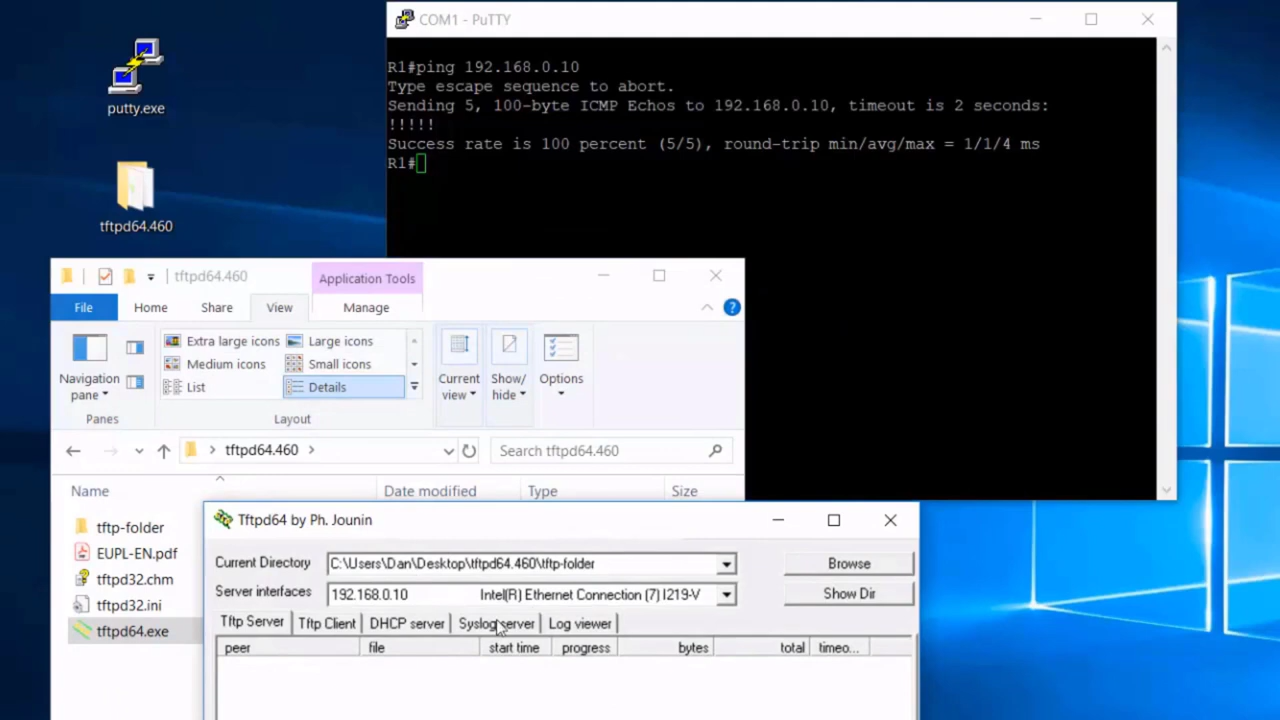 putty.exe
tftpd64.460
COM1 - PuTTY
R1#ping 192.168.0.10
Type escape sequence to abort.
Sending 5, 100-byte ICMP Echos to 192.168.0.10, timeout is 2 seconds:
!!!!!
Success rate is 100 percent (5/5), round-trip min/avg/max = 1/1/4 ms
R1#
tftpd64.460
Application Tools
File Home Share View Manage
Extra large icons Large icons
Medium icons Small icons
List Details
Navigation pane
Current view
Show/ hide
Options
Panes
Layout
tftpd64.460
Search tftpd64.460
Name Date modified Type Size
tftp-folder
EUPL-EN.pdf
tftpd32.chm
tftpd32.ini
tftpd64.exe
Tftpd64 by Ph. Jounin
Current Directory C:\Users\Dan\Desktop\tftpd64.460\tftp-folder Browse
Server interfaces 192.168.0.10 Intel(R) Ethernet Connection (7) I219-V Show Dir
Tftp Server Tftp Client DHCP server Syslog server Log viewer
peer file start time progress bytes total timeo...